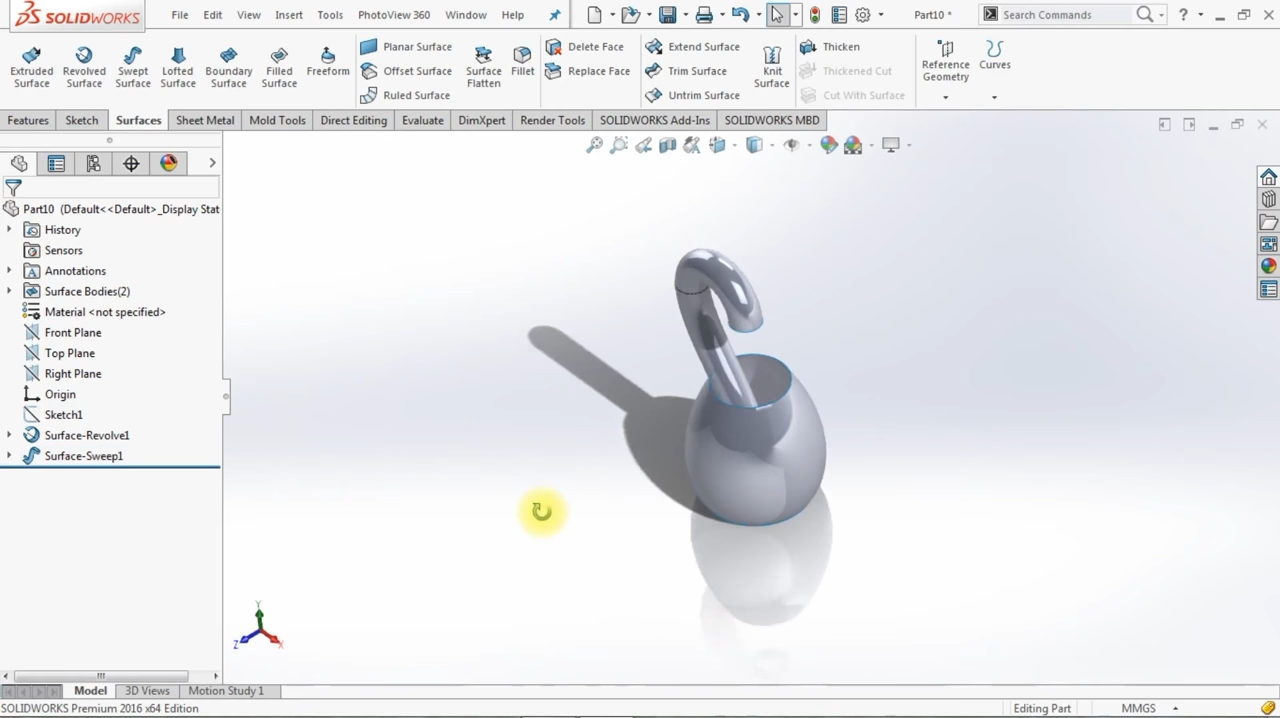 SOLIDWORKS File Edit View Insert Tools PhotoView 360 Window Help Part10 * Search Commands ?
Extruded Surface Revolved Surface Swept Surface Lofted Surface Boundary Surface Filled Surface Freeform
Planar Surface
Offset Surface
Ruled Surface
Surface Flatten Fillet
Delete Face
Replace Face
Extend Surface
Trim Surface
Untrim Surface
Knit Surface
Thicken
Thickened Cut
Cut With Surface
Reference Geometry Curves
Features Sketch Surfaces Sheet Metal Mold Tools Direct Editing Evaluate DimXpert Render Tools SOLIDWORKS Add-Ins SOLIDWORKS MBD
Part10 (Default<<Default>_Display Stat
History
Sensors
Annotations
Surface Bodies(2)
Material <not specified>
Front Plane
Top Plane
Right Plane
Origin
Sketch1
Surface-Revolve1
Surface-Sweep1
Y
Z X
Model 3D Views Motion Study 1
SOLIDWORKS Premium 2016 x64 Edition Editing Part MMGS